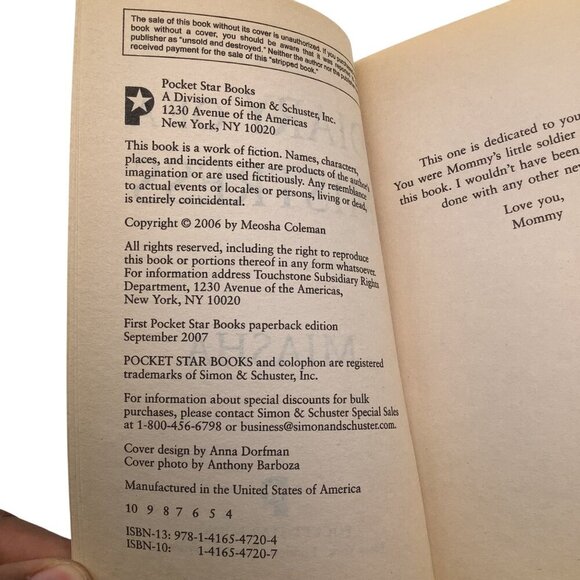 The sale of this book without its cover is unauthorized. If you purchase
book without a cover, you should be aware that it was reported
publisher as "unsold and destroyed." Neither the author nor the publi
received payment for the sale of this "stripped book."
Pocket Star Books
A Division of Simon & Schuster, Inc.
1230 Avenue of the Americas
New York, NY 10020
This book is a work of fiction. Names, characters,
places, and incidents either are products of the author's
imagination or are used fictitiously. Any resemblance
to actual events or locales or persons, living or dead,
is entirely coincidental.
Copyright © 2006 by Meosha Coleman
All rights reserved, including the right to reproduce
this book or portions thereof in any form whatsoever.
For information address Touchstone Subsidiary Rights
Department, 1230 Avenue of the Americas,
New York, NY 10020
First Pocket Star Books paperback edition
September 2007
POCKET STAR BOOKS and colophon are registered
trademarks of Simon & Schuster, Inc.
For information about special discounts for bulk
purchases, please contact Simon & Schuster Special Sales
at 1-800-456-6798 or business@simonandschuster.com.
Cover design by Anna Dorfman
Cover photo by Anthony Barboza
Manufactured in the United States of America
10 9 8 7 6 5 4
ISBN-13: 978-1-4165-4720-4
ISBN-10: 1-4165-4720-7
This one is dedicated to you
You were Mommy's little soldier
this book. I wouldn't have been
done with any other new
Love you,
Mommy